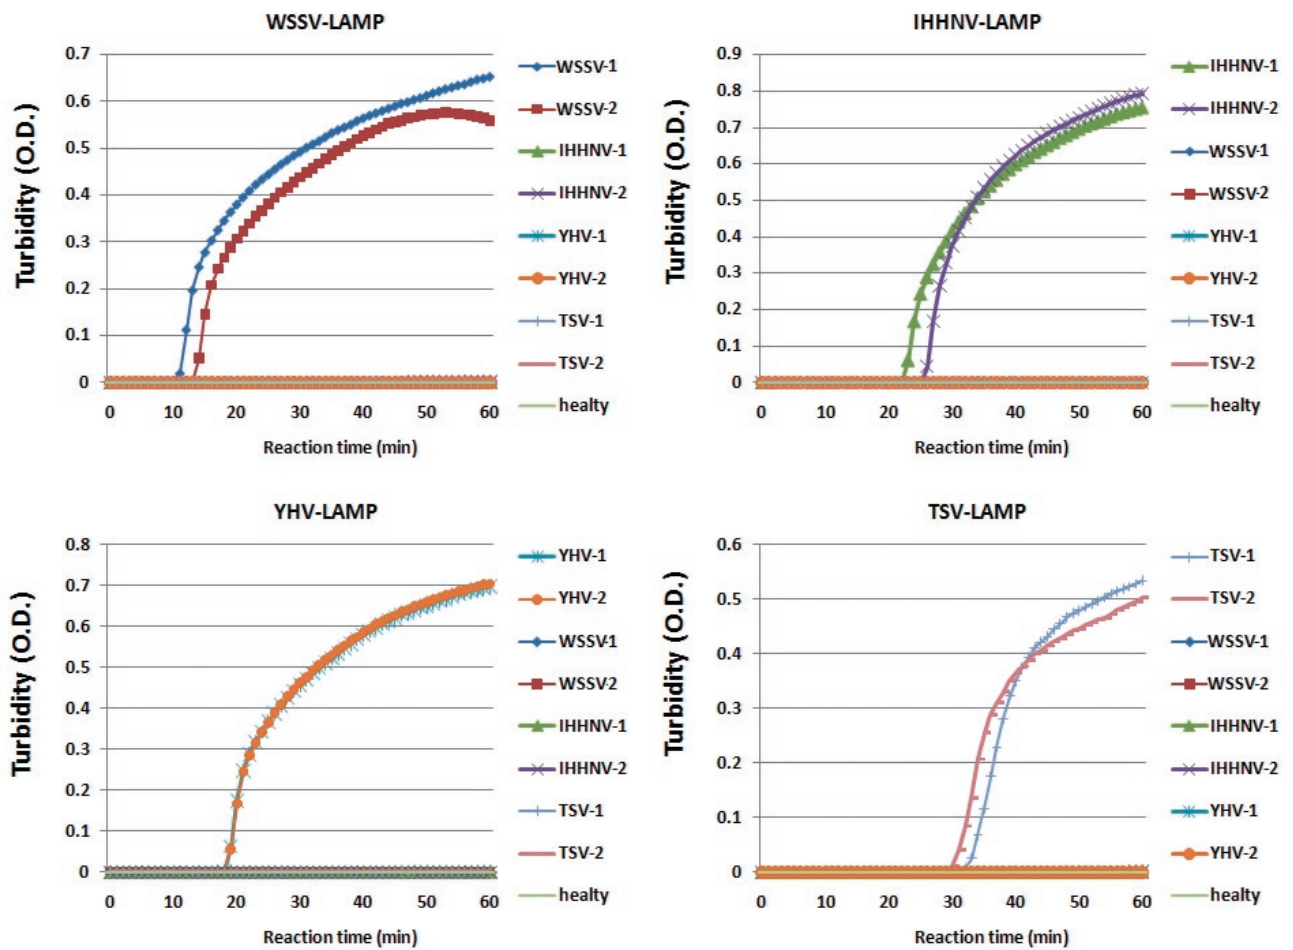 WSSV-LAMP
Turbidity (O.D.)
0.7
0.6
0.5
0.4
0.3
0.2
0.1
0
0 10 20 30 40 50 60
Reaction time (min)
WSSV-1
WSSV-2
IHHNV-1
IHHNV-2
YHV-1
YHV-2
TSV-1
TSV-2
healty
IHHNV-LAMP
Turbidity (O.D.)
0.9
0.8
0.7
0.6
0.5
0.4
0.3
0.2
0.1
0
0 10 20 30 40 50 60
Reaction time (min)
IHHNV-1
IHHNV-2
WSSV-1
WSSV-2
YHV-1
YHV-2
TSV-1
TSV-2
healty
YHV-LAMP
Turbidity (O.D.)
0.8
0.7
0.6
0.5
0.4
0.3
0.2
0.1
0
0 10 20 30 40 50 60
Reaction time (min)
YHV-1
YHV-2
WSSV-1
WSSV-2
IHHNV-1
IHHNV-2
TSV-1
TSV-2
healty
TSV-LAMP
Turbidity (O.D.)
0.6
0.5
0.4
0.3
0.2
0.1
0
0 10 20 30 40 50 60
Reaction time (min)
TSV-1
TSV-2
WSSV-1
WSSV-2
IHHNV-1
IHHNV-2
YHV-1
YHV-2
healty